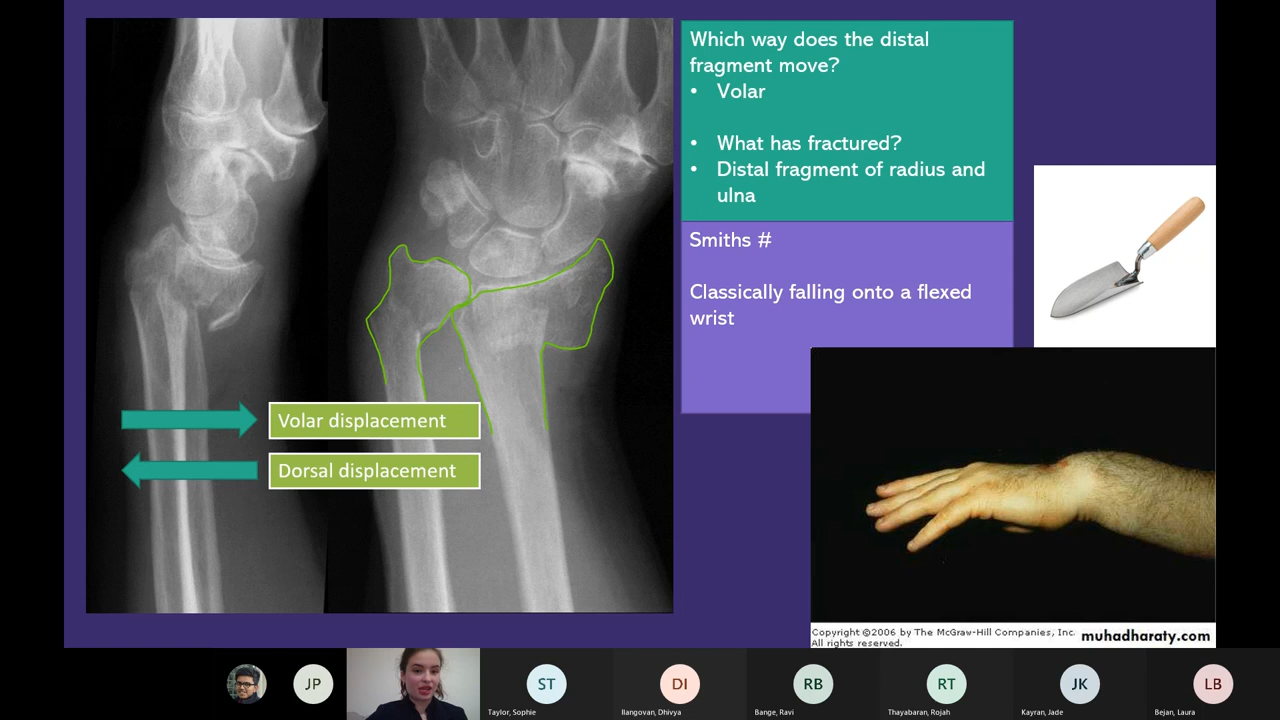 Which way does the distal
fragment move?
• Volar
• What has fractured?
• Distal fragment of radius and
ulna
Smiths #
Classically falling onto a flexed
wrist
Volar displacement
Dorsal displacement
Copyright ©2006 by The McGraw-Hill Companies, Inc.
All rights reserved.
muhadharaty.com
JP
ST
DI
RB
RT
JK
LB
Taylor, Sophie
Ilangovan, Dhivya
Bange, Ravi
Thayabaran, Rojah
Kayran, Jade
Bejan, Laura